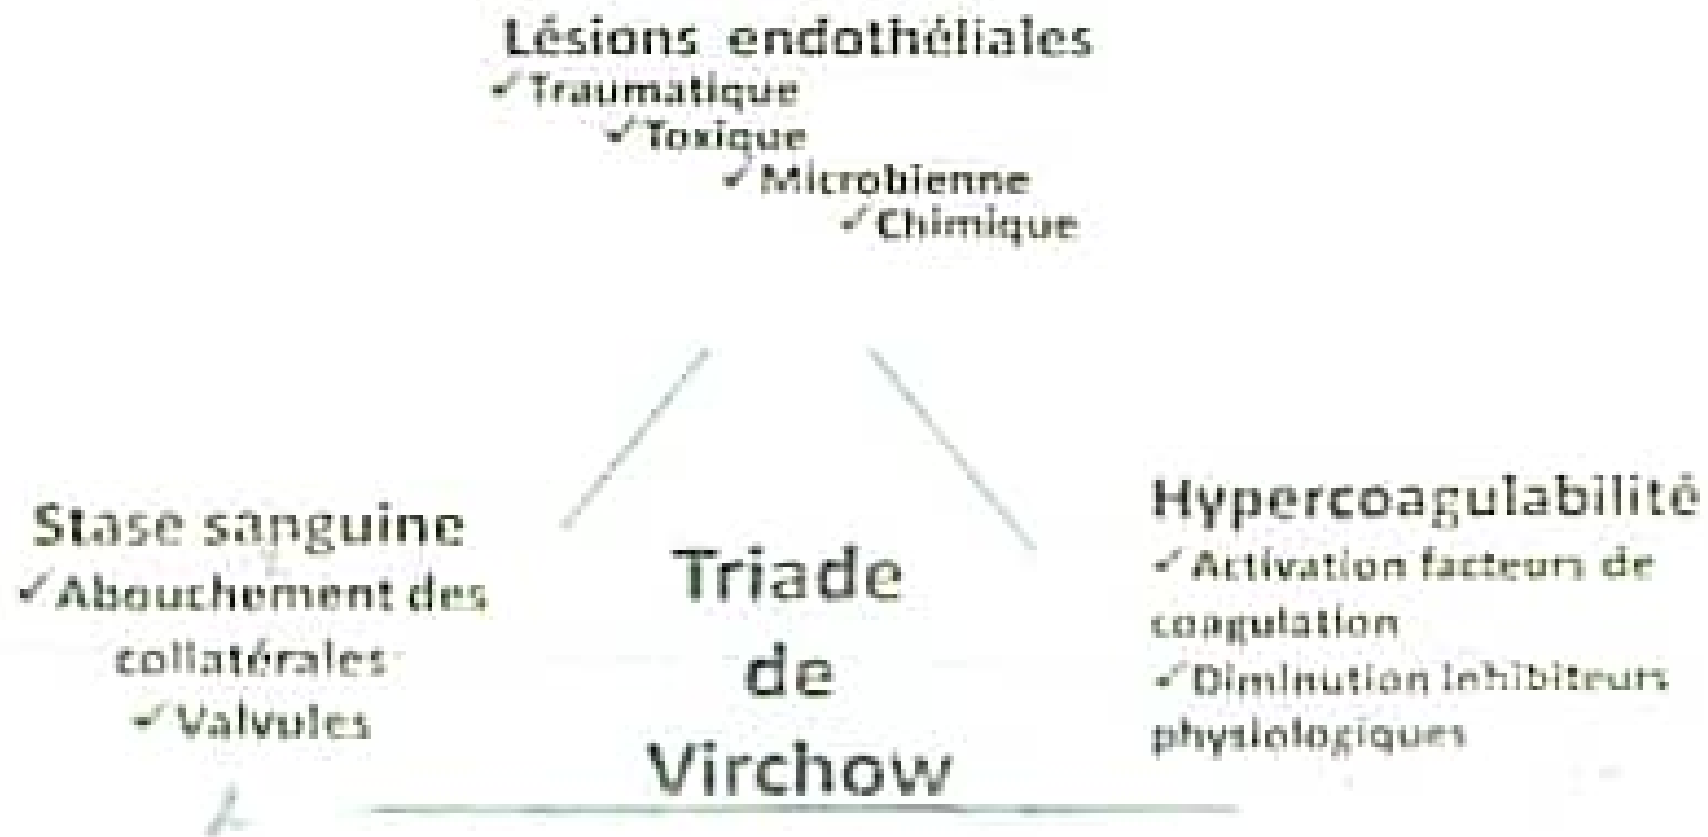 Lésions endothéliales
✓Traumatique
✓Toxique
✓Microbienne
✓Chimique
Stase sanguine
✓Abouchement des
collatérales
✓Valvules
Triade
de
Virchow
Hypercoagulabilité
✓Activation facteurs de
coagulation
✓Diminution inhibiteurs
physiologiques